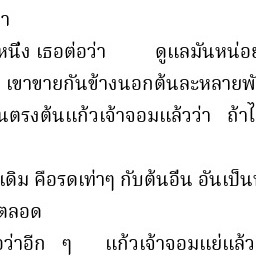 า
หนึ่ง เธอต่อว่า ดูแลมันหน่อย
เขาขายกันข้างนอกต้นละหลายพั
นตรงต้นแก้วเจ้าจอมแล้วว่า ถ้าไ
เดิม คือรดเท่าๆ กับต้นอื่น อันเป็น
ตลอด
ว่าอีก ๆ แก้วเจ้าจอมแย่แล้ว